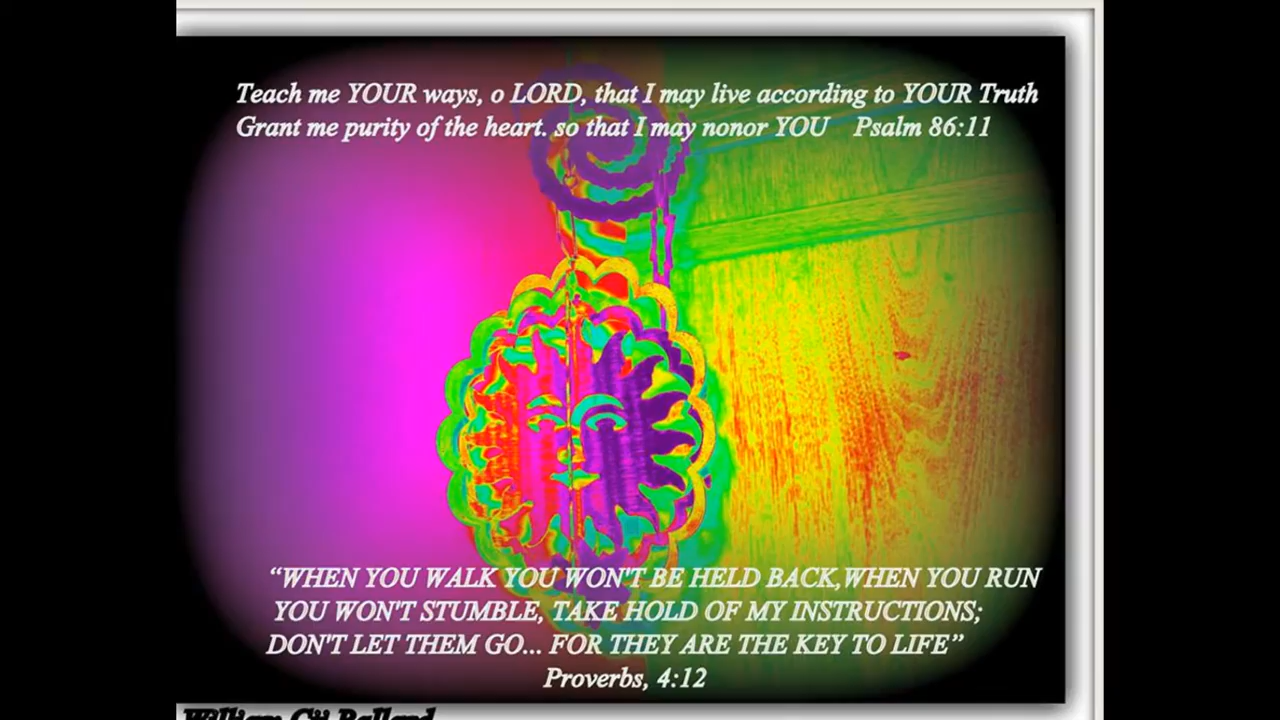 Teach me YOUR ways, o LORD, that I may live according to YOUR Truth
Grant me purity of the heart. so that I may nonor YOU Psalm 86:11
“WHEN YOU WALK YOU WON'T BE HELD BACK,WHEN YOU RUN
YOU WON'T STUMBLE, TAKE HOLD OF MY INSTRUCTIONS;
DON'T LET THEM GO... FOR THEY ARE THE KEY TO LIFE”
Proverbs, 4:12
William